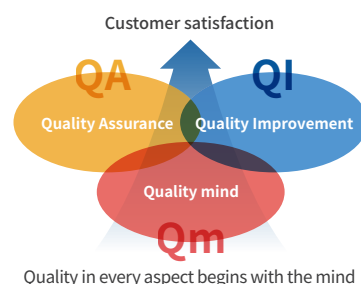 Customer satisfaction
QA
QI
Quality Assurance
Quality Improvement
Quality mind
Qm
Quality in every aspect begins with the mind